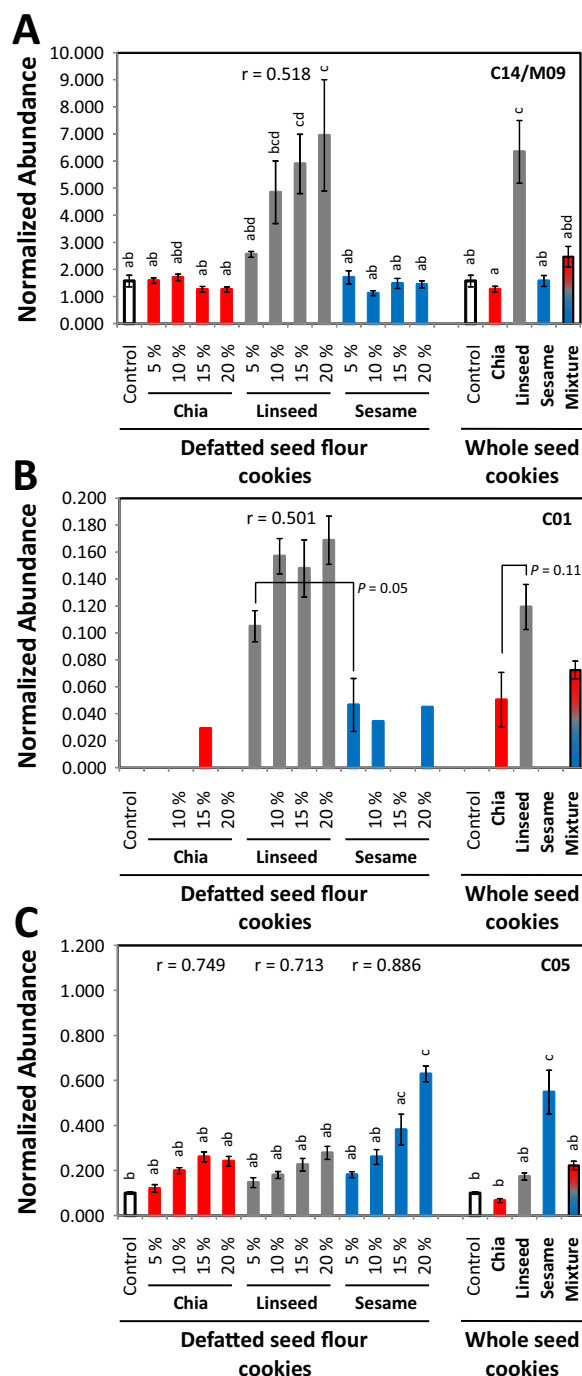 A
Normalized Abundance
10.000
9.000
8.000
7.000
6.000
5.000
4.000
3.000
2.000
1.000
0.000
r = 0.518
C14/M09
ab ab abd ab ab abd bcd cd c ab ab ab ab ab a c ab abd
Control 5 % 10 % 15 % 20 % 5 % 10 % 15 % 20 % 5 % 10 % 15 % 20 % Control Chia Linseed Sesame Mixture
Chia Linseed Sesame
Defatted seed flour cookies
Whole seed cookies
B
Normalized Abundance
0.200
0.180
0.160
0.140
0.120
0.100
0.080
0.060
0.040
0.020
0.000
r = 0.501
C01
P = 0.05
P = 0.11
Control 10 % 15 % 20 % 5 % 10 % 15 % 20 % 5 % 10 % 20 % Control Chia Linseed Sesame Mixture
Chia Linseed Sesame
Defatted seed flour cookies
Whole seed cookies
C
Normalized Abundance
1.200
1.000
0.800
0.600
0.400
0.200
0.000
r = 0.749 r = 0.713 r = 0.886
C05
b ab ab ab ab ab ab ab ab ab ab ac c b b ab c ab
Control 5 % 10 % 15 % 20 % 5 % 10 % 15 % 20 % 5 % 10 % 15 % 20 % Control Chia Linseed Sesame Mixture
Chia Linseed Sesame
Defatted seed flour cookies
Whole seed cookies